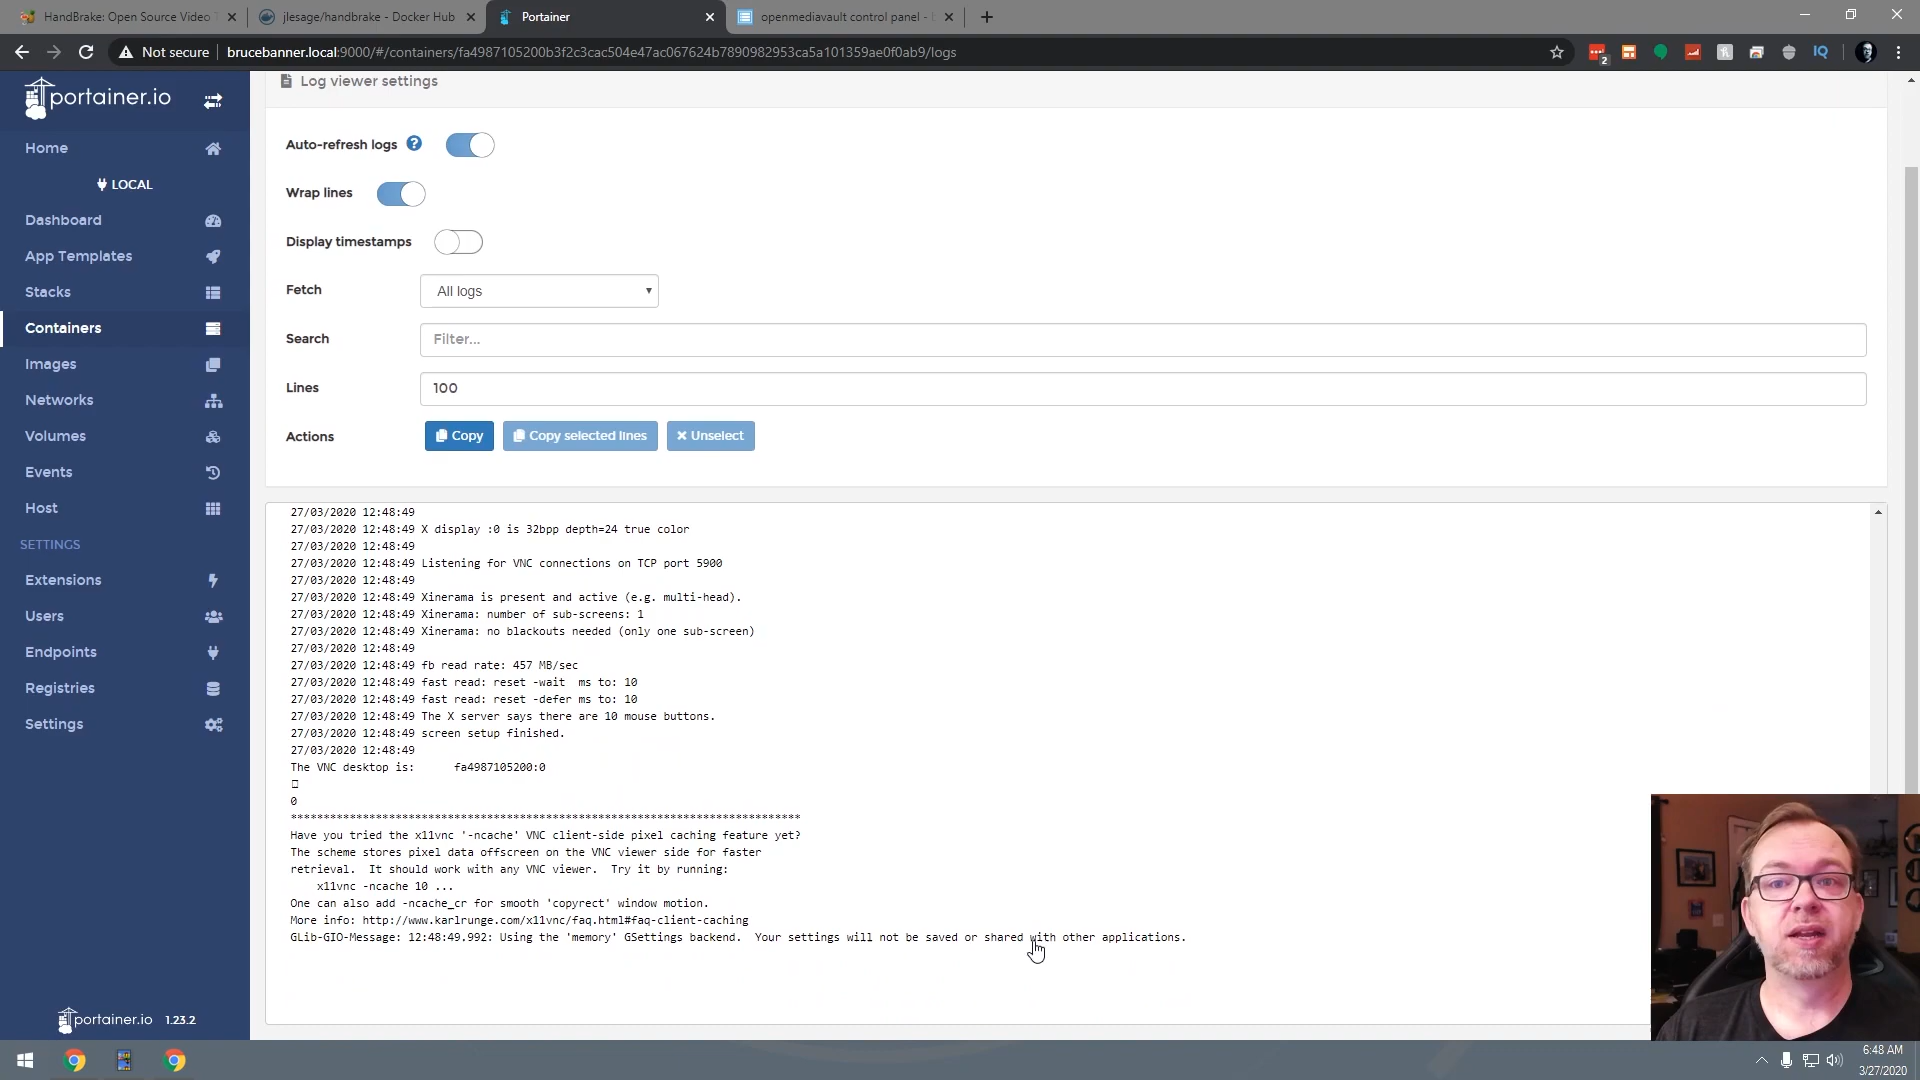 HandBrake: Open Source Video T
jlesage/handbrake - Docker Hub
Portainer
openmediavault control panel -
Not secure
brucebanner.local:9000/#/containers/fa4987105200b3f2c3cac504e47ac067624b7890982953ca5a101359ae0f0ab9/logs
2
IQ
portainer.io
Home
LOCAL
Dashboard
App Templates
Stacks
Containers
Images
Networks
Volumes
Events
Host
SETTINGS
Extensions
Users
Endpoints
Registries
Settings
portainer.io 1.23.2
Log viewer settings
Auto-refresh logs ?
Wrap lines
Display timestamps
Fetch All logs
Search Filter...
Lines 100
Actions Copy Copy selected lines Unselect
27/03/2020 12:48:49
27/03/2020 12:48:49 X display :0 is 32bpp depth=24 true color
27/03/2020 12:48:49
27/03/2020 12:48:49 Listening for VNC connections on TCP port 5900
27/03/2020 12:48:49
27/03/2020 12:48:49 Xinerama is present and active (e.g. multi-head).
27/03/2020 12:48:49 Xinerama: number of sub-screens: 1
27/03/2020 12:48:49 Xinerama: no blackouts needed (only one sub-screen)
27/03/2020 12:48:49
27/03/2020 12:48:49 fb read rate: 457 MB/sec
27/03/2020 12:48:49 fast read: reset -wait  ms to: 10
27/03/2020 12:48:49 fast read: reset -defer ms to: 10
27/03/2020 12:48:49 The X server says there are 10 mouse buttons.
27/03/2020 12:48:49 screen setup finished.
27/03/2020 12:48:49
The VNC desktop is:      fa4987105200:0
0
******************************************************************************
Have you tried the x11vnc '-ncache' VNC client-side pixel caching feature yet?
The scheme stores pixel data offscreen on the VNC viewer side for faster
retrieval.  It should work with any VNC viewer.  Try it by running:
x11vnc -ncache 10 ...
One can also add -ncache_cr for smooth 'copyrect' window motion.
More info: http://www.karlrunge.com/x11vnc/faq.html#faq-client-caching
GLib-GIO-Message: 12:48:49.992: Using the 'memory' GSettings backend.  Your settings will not be saved or shared with other applications.
6:48 AM
3/27/2020